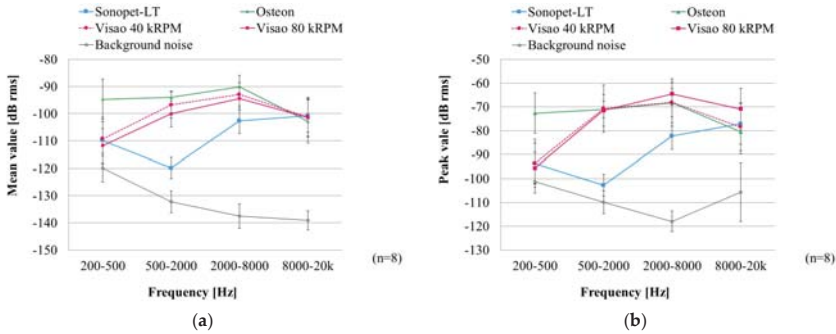 Sonopet-LT Osteon
Visao 40 kRPM Visao 80 kRPM
Background noise
Mean value [dB rms]
-80
-90
-100
-110
-120
-130
-140
-150
200-500 500-2000 2000-8000 8000-20k
Frequency [Hz]
(n=8)
(a)
Sonopet-LT Osteon
Visao 40 kRPM Visao 80 kRPM
Background noise
Peak vale [dB rms]
-50
-60
-70
-80
-90
-100
-110
-120
-130
200-500 500-2000 2000-8000 8000-20k
Frequency [Hz]
(n=8)
(b)